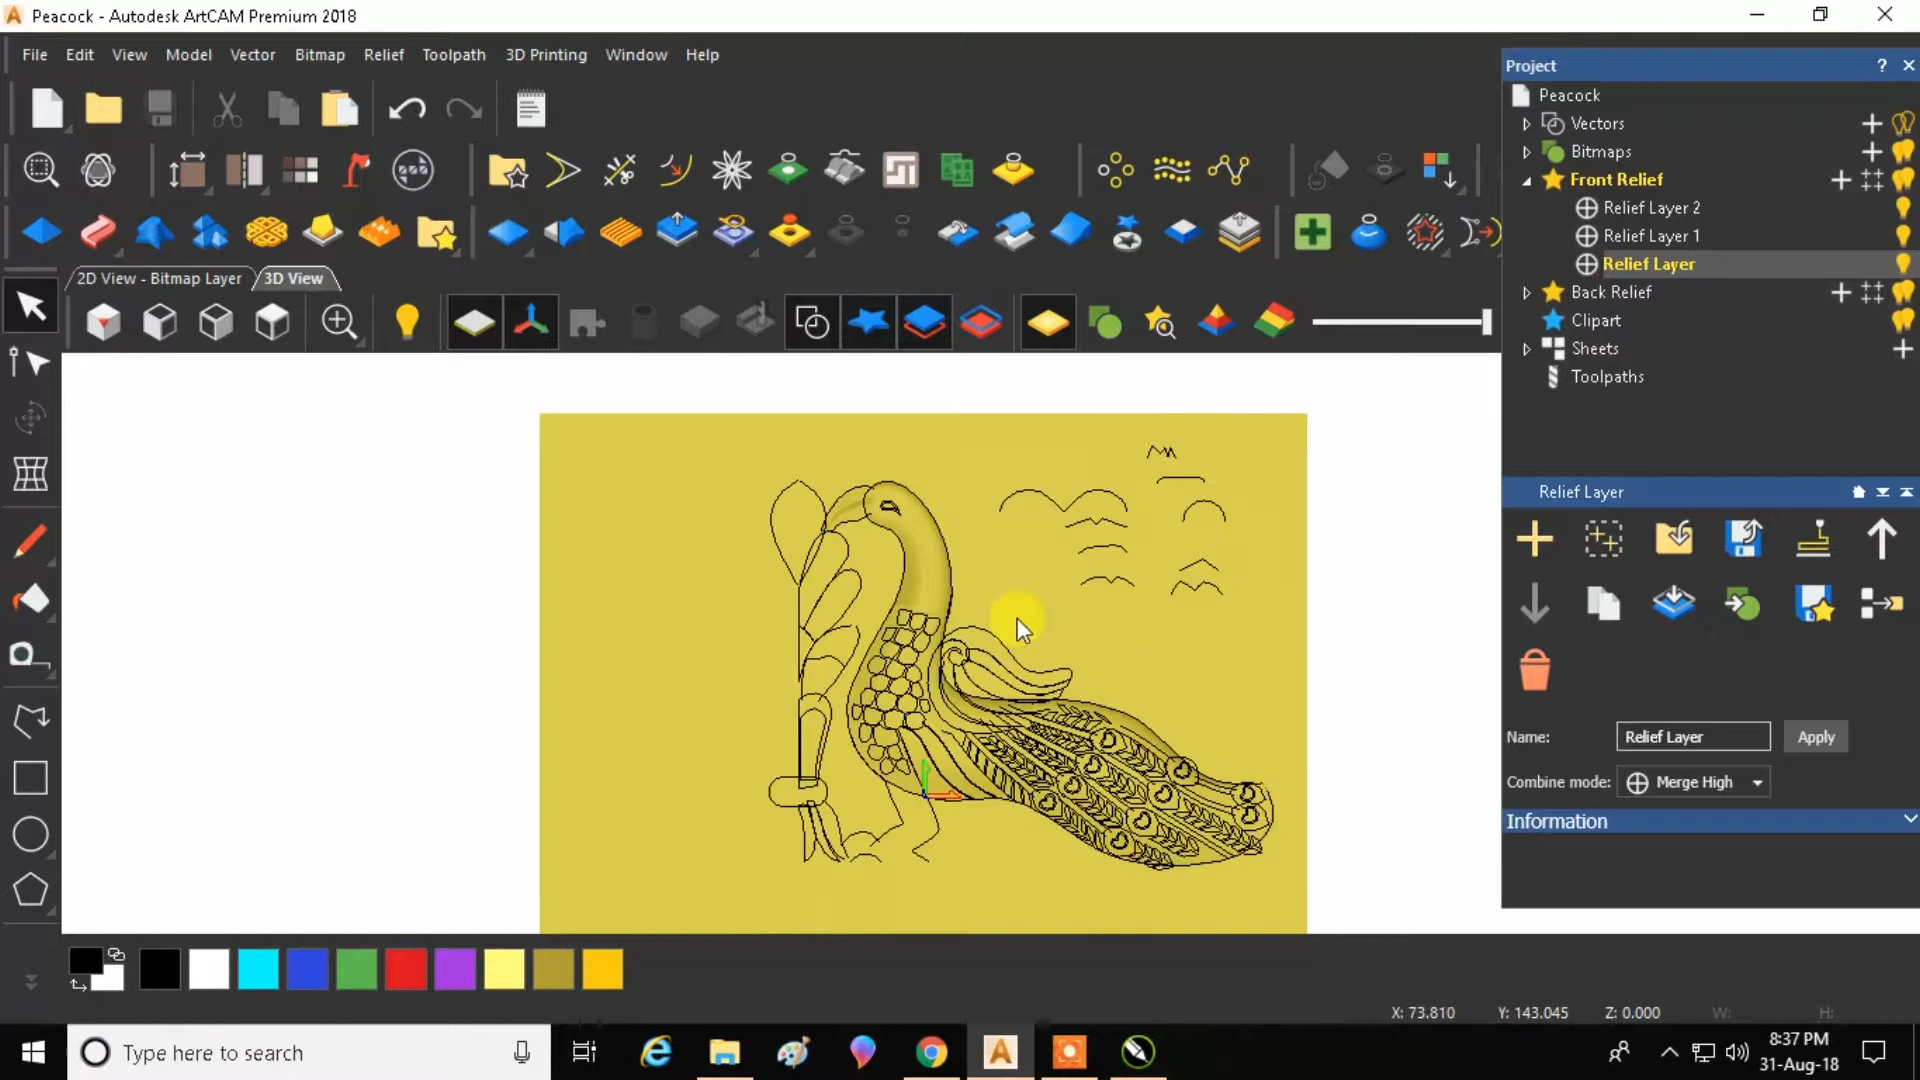 Peacock - Autodesk ArtCAM Premium 2018
File Edit View Model Vector Bitmap Relief Toolpath 3D Printing Window Help
2D View - Bitmap Layer
3D View
Project
?
Peacock
Vectors
Bitmaps
Front Relief
Relief Layer 2
Relief Layer 1
Relief Layer
Back Relief
Clipart
Sheets
Toolpaths
Relief Layer
Name: Relief Layer Apply
Combine mode: Merge High
Information
X: 73.810 Y: 143.045 Z: 0.000 W: H:
Type here to search
8:37 PM
31-Aug-18